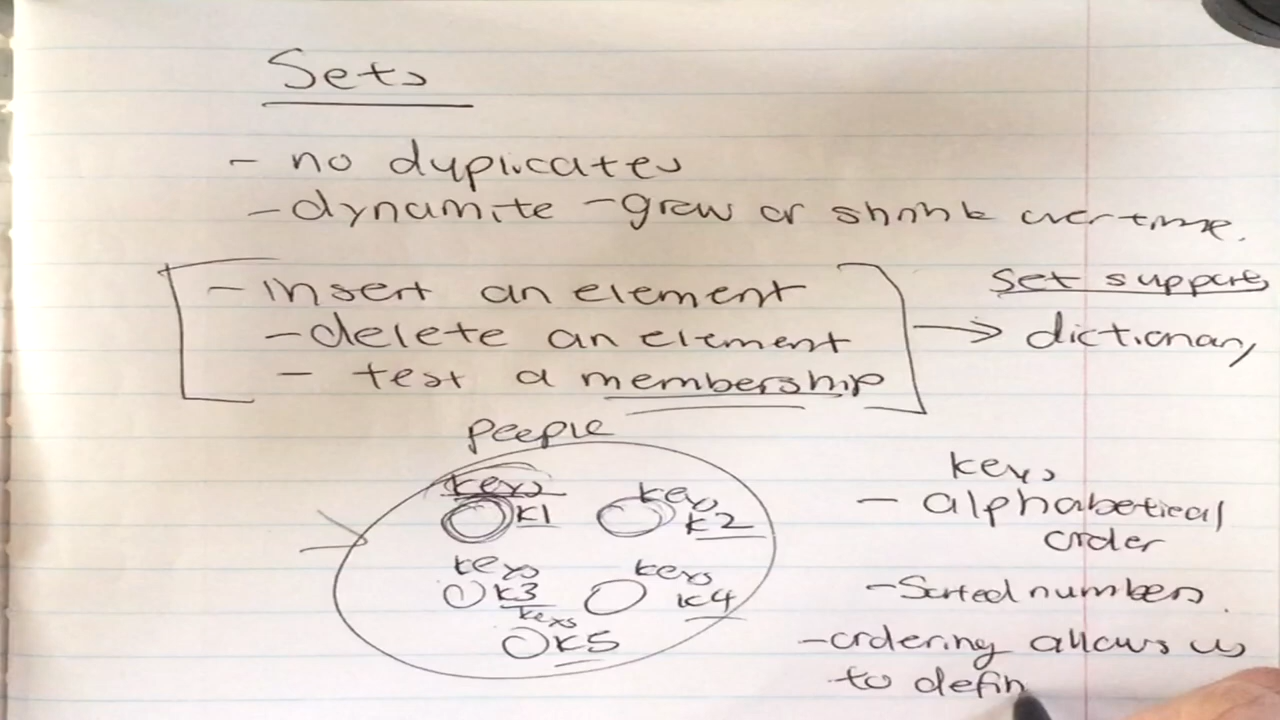 Sets
- no duplicates
- dynamite - grow or shrink over time.
- insert an element
- delete an element
- test a membership
Set supports
dictionary
people
keys
K1
keys
K2
keys
K3
keys
K4
keys
K5
keys
- alphabetical
order
- Sorted numbers.
- ordering allows us
to defin